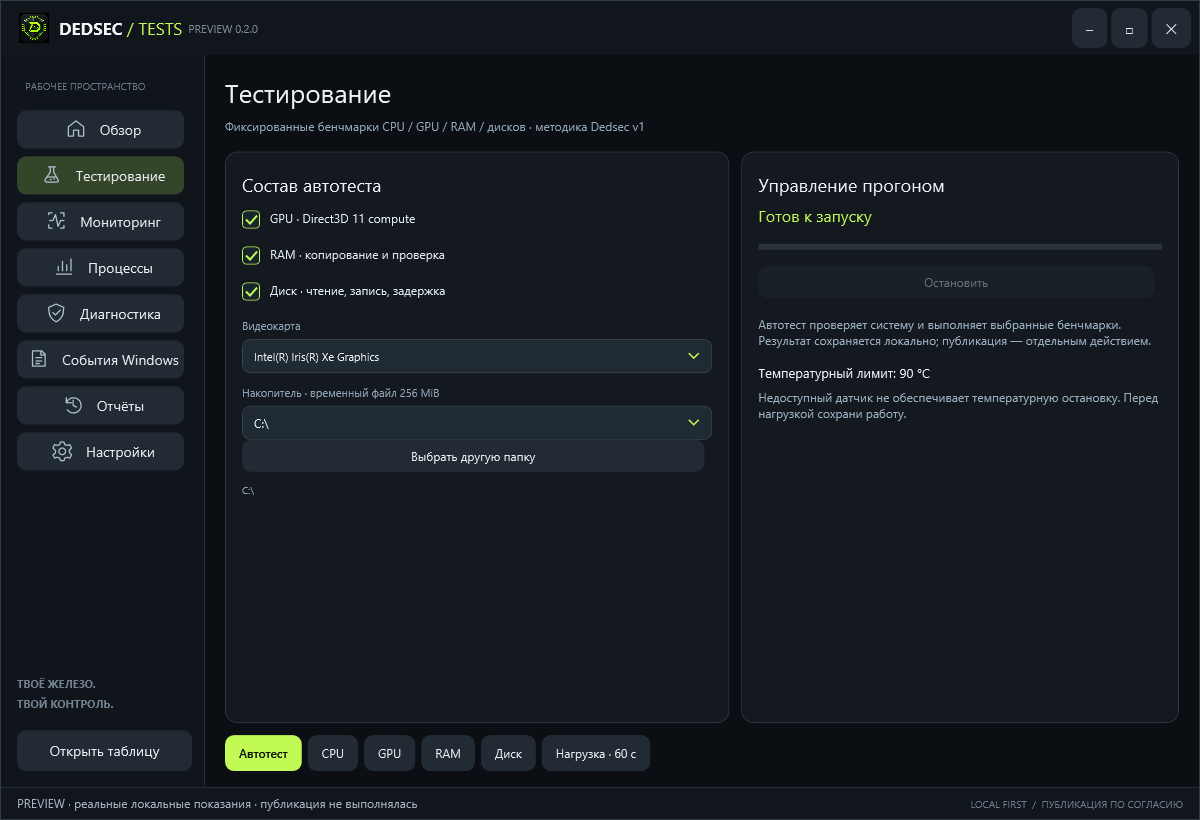 DEDSEC / TESTS PREVIEW 0.2.0
РАБОЧЕЕ ПРОСТРАНСТВО
Обзор
Тестирование
Мониторинг
Процессы
Диагностика
События Windows
Отчёты
Настройки
ТВОЁ ЖЕЛЕЗО.
ТВОЙ КОНТРОЛЬ.
Открыть таблицу
Тестирование
Фиксированные бенчмарки CPU / GPU / RAM / дисков · методика Dedsec v1
Состав автотеста
GPU · Direct3D 11 compute
RAM · копирование и проверка
Диск · чтение, запись, задержка
Видеокарта
Intel(R) Iris(R) Xe Graphics
Накопитель · временный файл 256 MiB
C:\
Выбрать другую папку
C:\
Управление прогоном
Готов к запуску
Остановить
Автотест проверяет систему и выполняет выбранные бенчмарки.
Результат сохраняется локально; публикация — отдельным действием.
Температурный лимит: 90 °C
Недоступный датчик не обеспечивает температурную остановку. Перед
нагрузкой сохрани работу.
Автотест
CPU
GPU
RAM
Диск
Нагрузка · 60 с
PREVIEW · реальные локальные показания · публикация не выполнялась
LOCAL FIRST / ПУБЛИКАЦИЯ ПО СОГЛАСИЮ